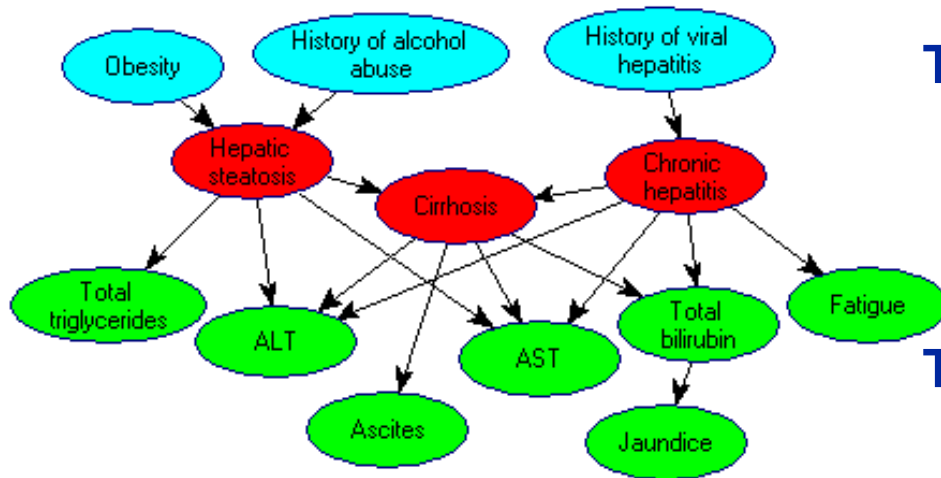 Obesity
History of alcohol
abuse
History of viral
hepatitis
T
Hepatic
steatosis
Cirrhosis
Chronic
hepatitis
Total
triglycerides
ALT
AST
Total
bilirubin
Fatigue
T
Ascites
Jaundice